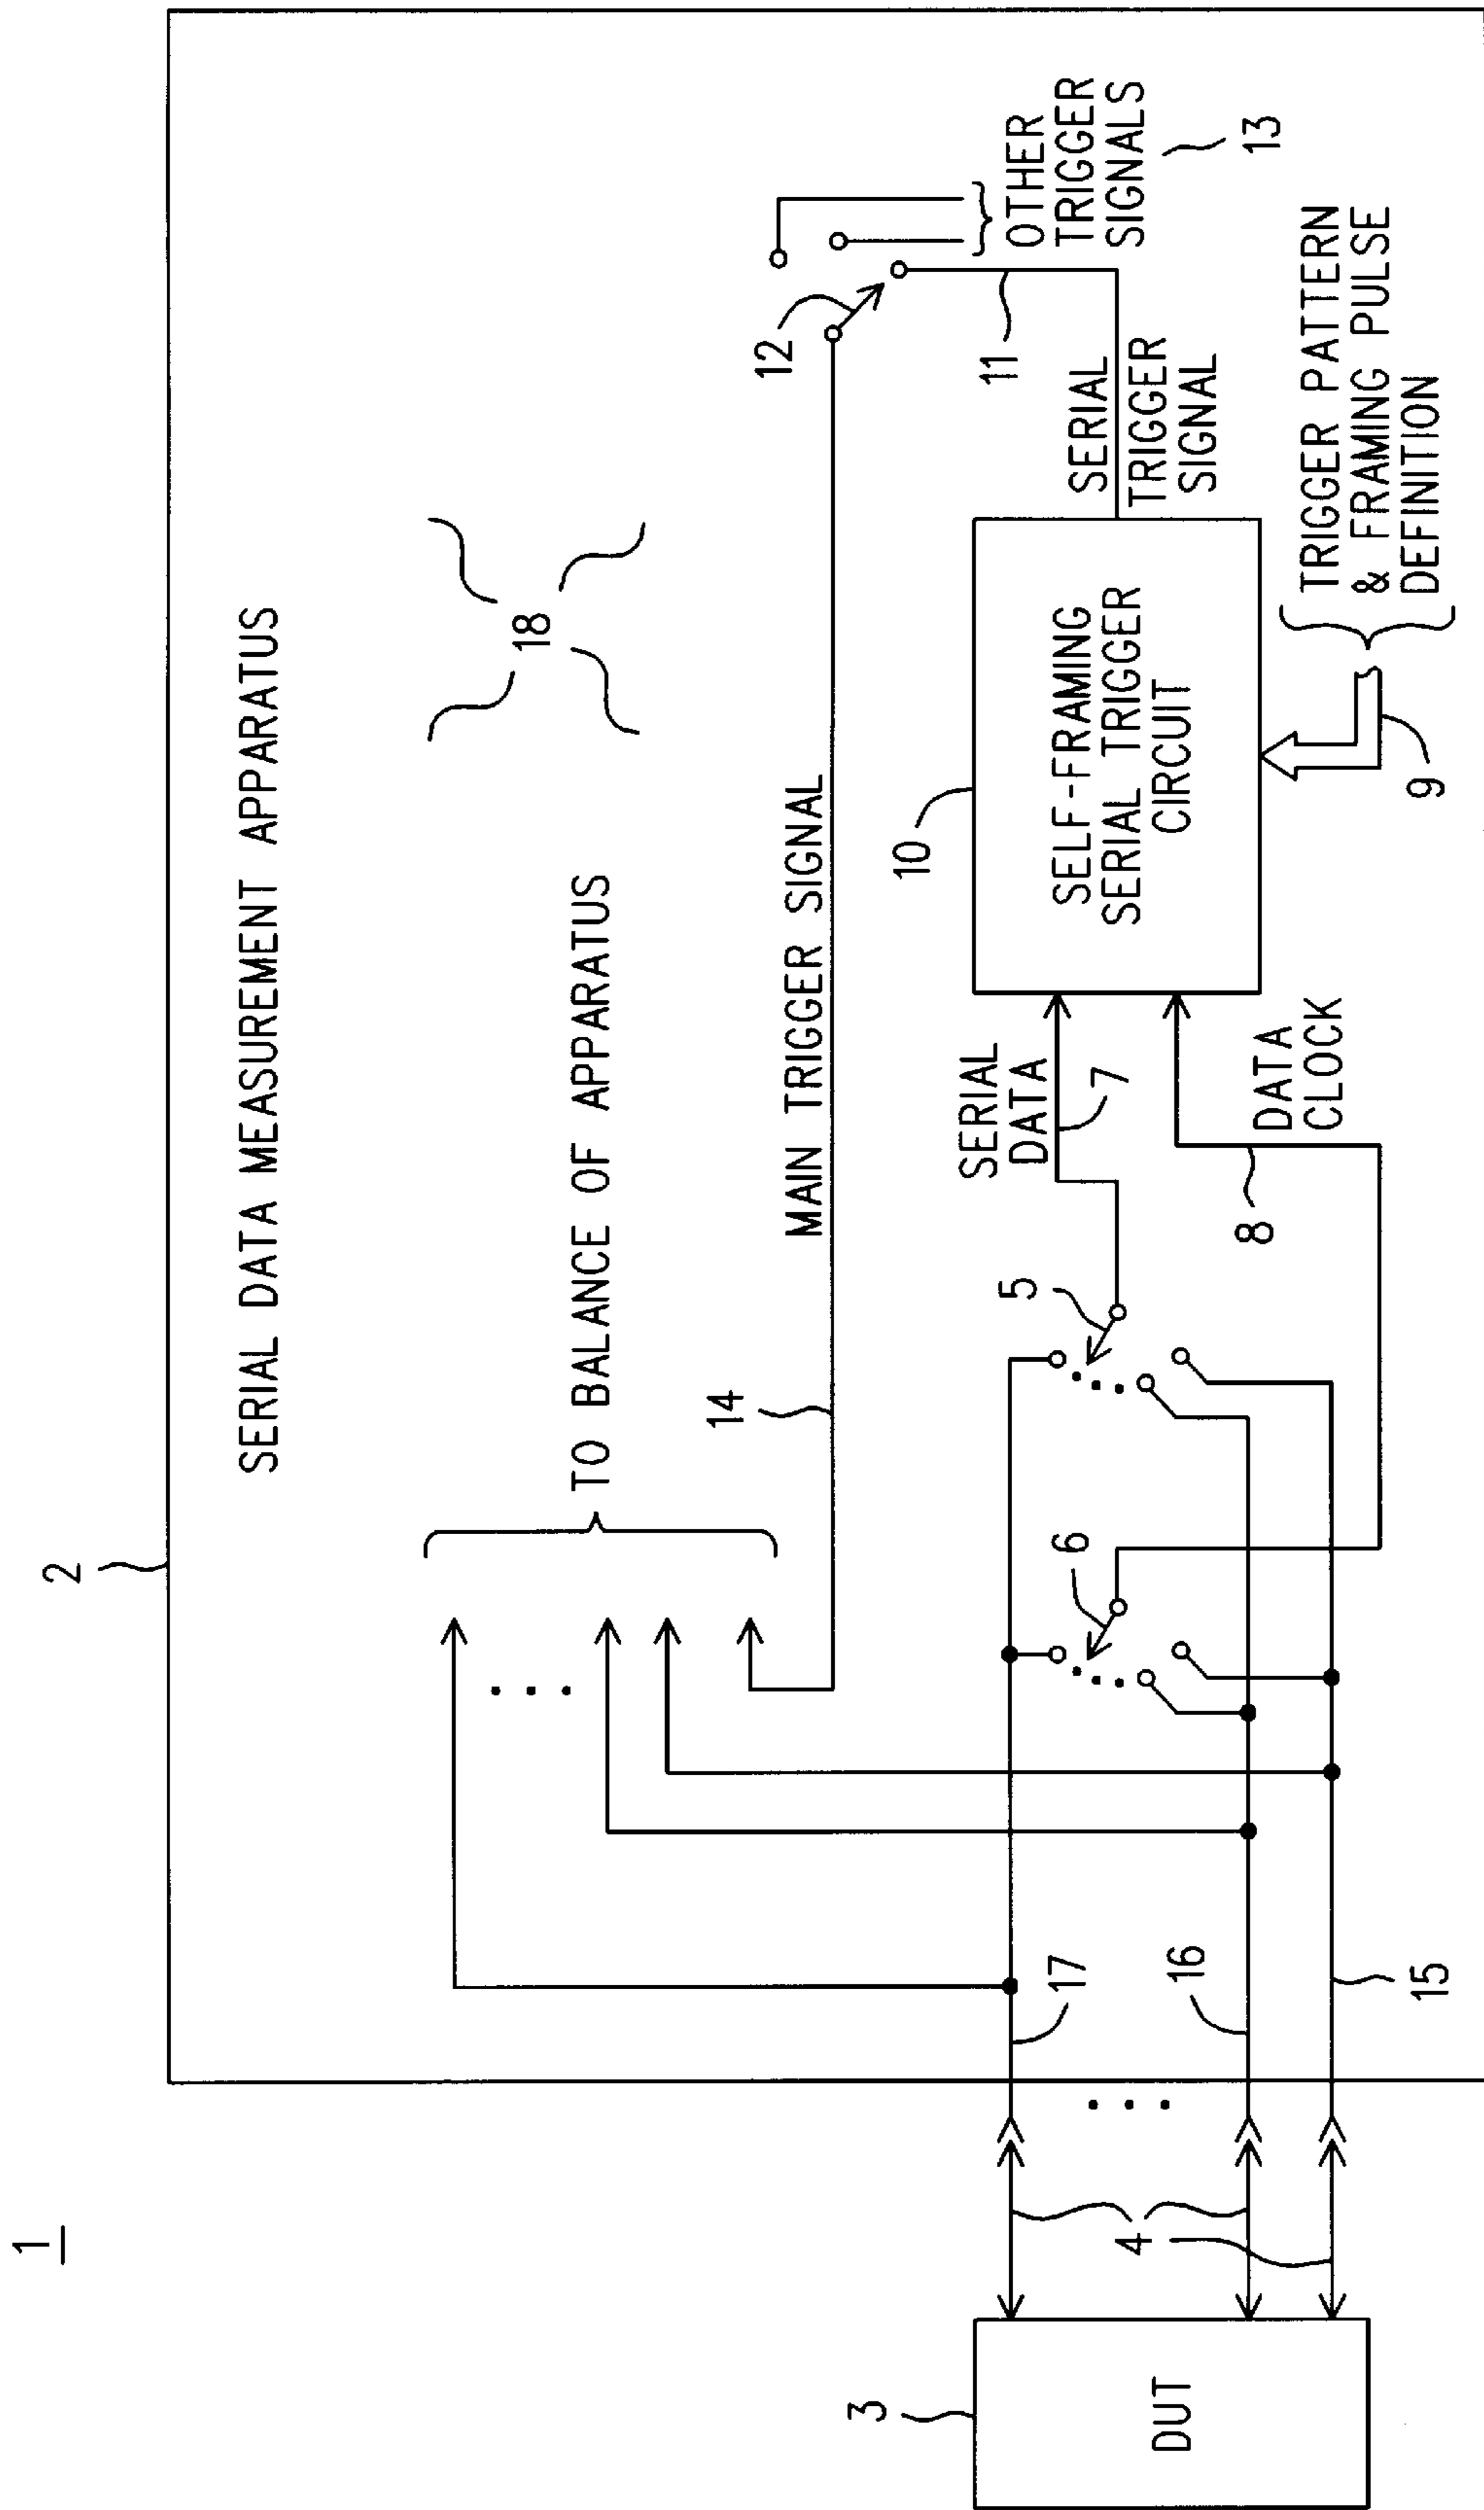 1
2
SERIAL DATA MEASUREMENT APPARATUS
18
TO BALANCE OF APPARATUS
14
MAIN TRIGGER SIGNAL
12
OTHER
TRIGGER
SIGNALS
13
11
SERIAL
TRIGGER
SIGNAL
10
SELF-FRAMING
SERIAL TRIGGER
CIRCUIT
TRIGGER PATTERN
& FRAMING PULSE
DEFINITION
9
SERIAL
DATA
7
DATA
CLOCK
8
5
6
17
16
15
4
3
DUT